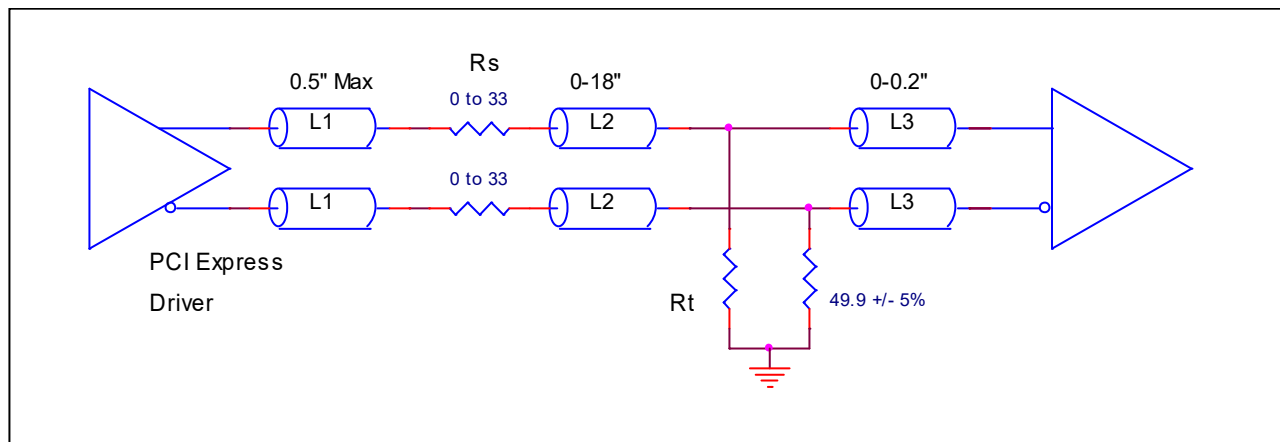 Rs
0.5" Max
0-18"
0-0.2"
0 to 33
L1
L2
L3
0 to 33
L1
L2
L3
PCI Express
Driver
Rt
49.9 +/- 5%